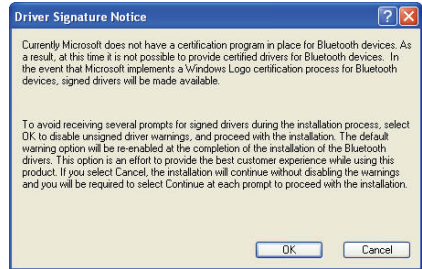 Driver Signature Notice
Currently Microsoft does not have a certification program in place for Bluetooth devices. As
a result, at this time it is not possible to provide certified drivers for Bluetooth devices. In
the event that Microsoft implements a Windows Logo certification process for Bluetooth
devices, signed drivers will be made available.
To avoid receiving several prompts for signed drivers during the installation process, select
OK to disable unsigned driver warnings, and proceed with the installation. The default
warning option will be re-enabled at the completion of the installation of the Bluetooth
drivers. This option is an effort to provide the best customer experience while using this
product. If you select Cancel, the installation will continue without disabling the warnings
and you will be required to select Continue at each prompt to proceed with the installation.
OK Cancel